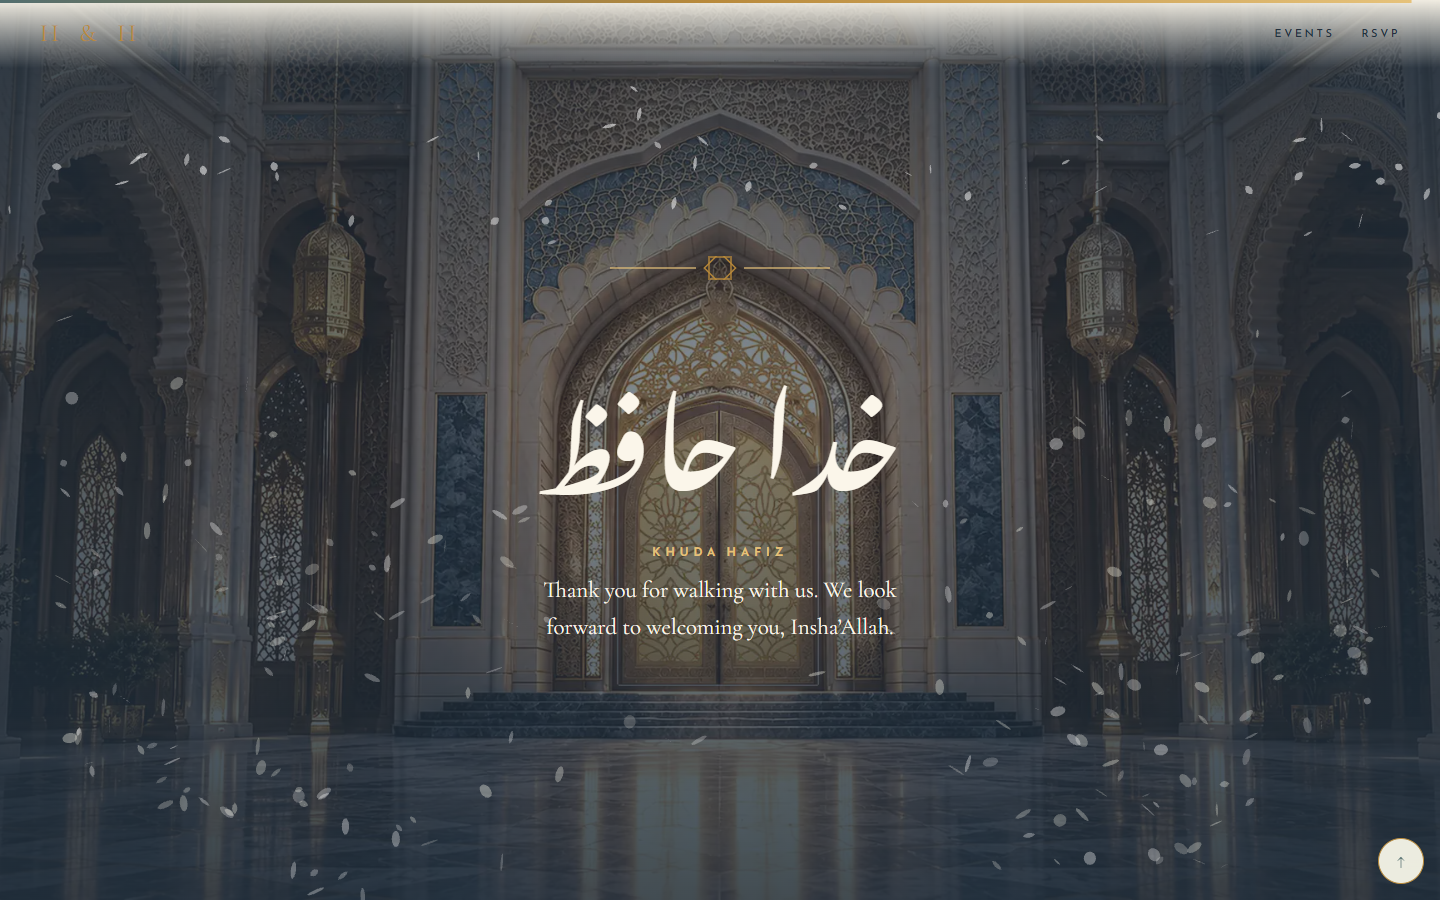 H & H
EVENTS RSVP
خدا حافظ
KHUDA HAFIZ
Thank you for walking with us. We look
forward to welcoming you, Insha’Allah.
↑